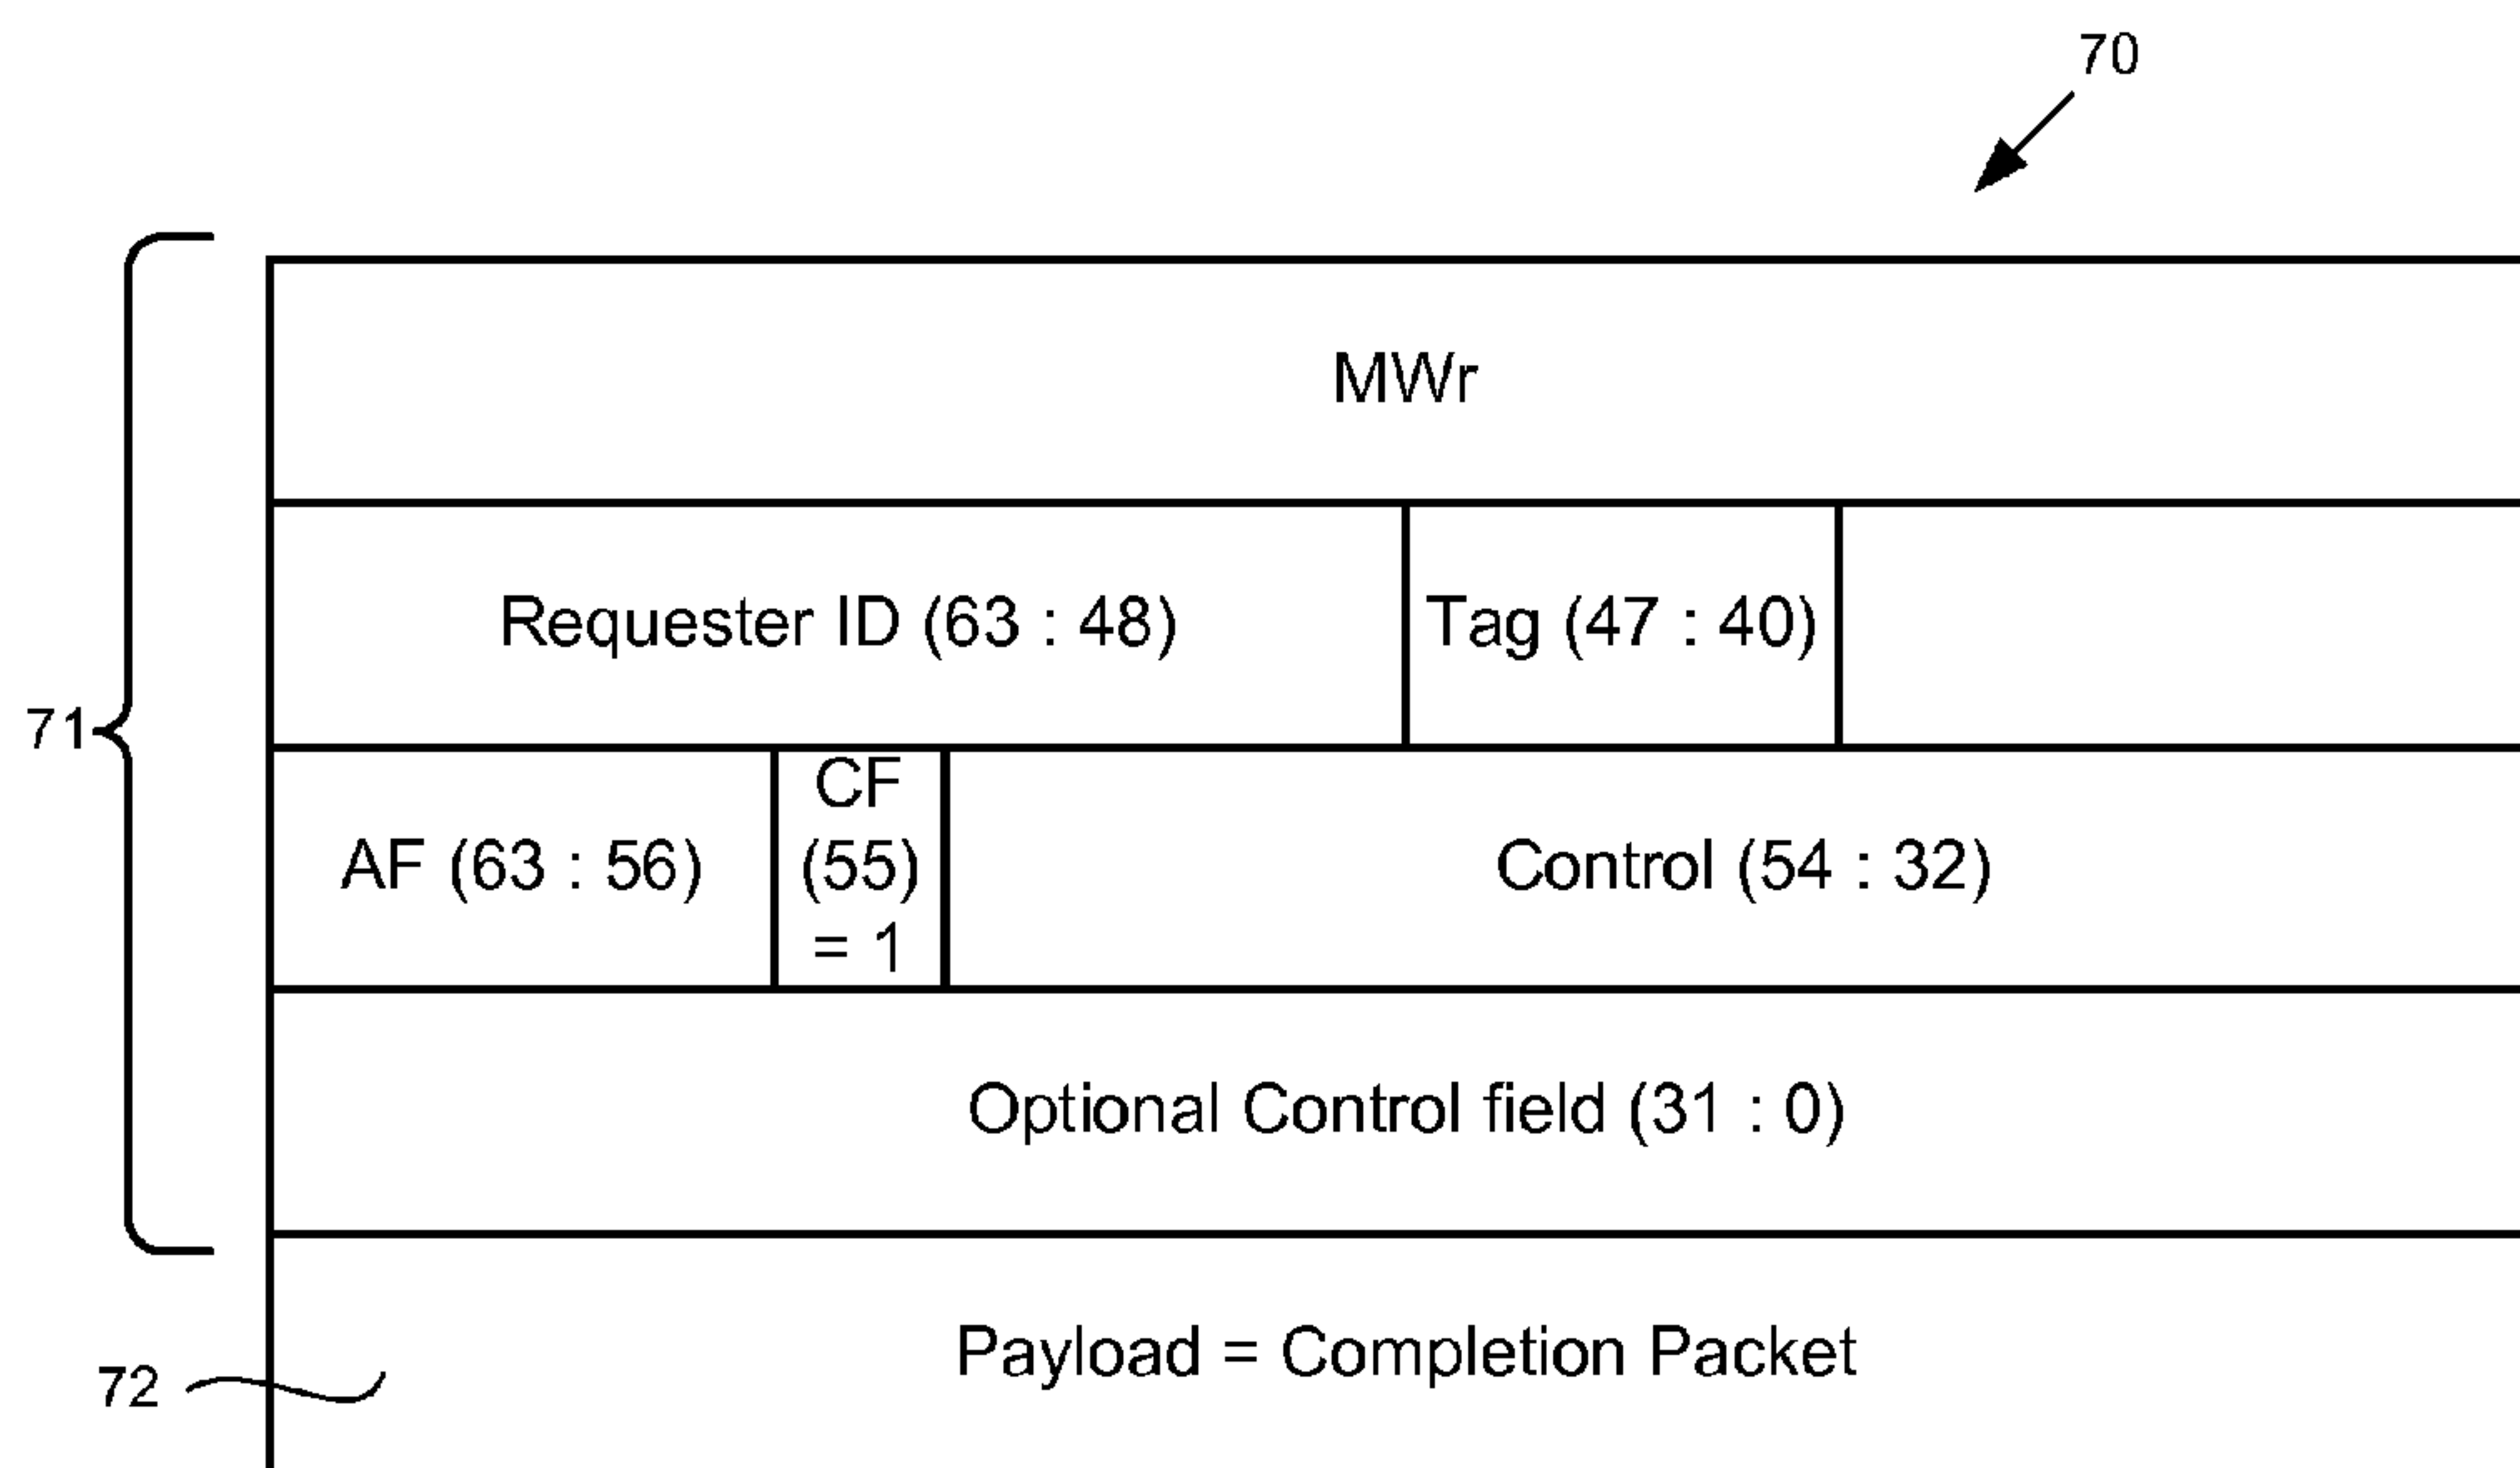 70
MWr
Requester ID (63 : 48)
Tag (47 : 40)
71
AF (63 : 56)
CF
(55)
= 1
Control (54 : 32)
Optional Control field (31 : 0)
Payload = Completion Packet
72